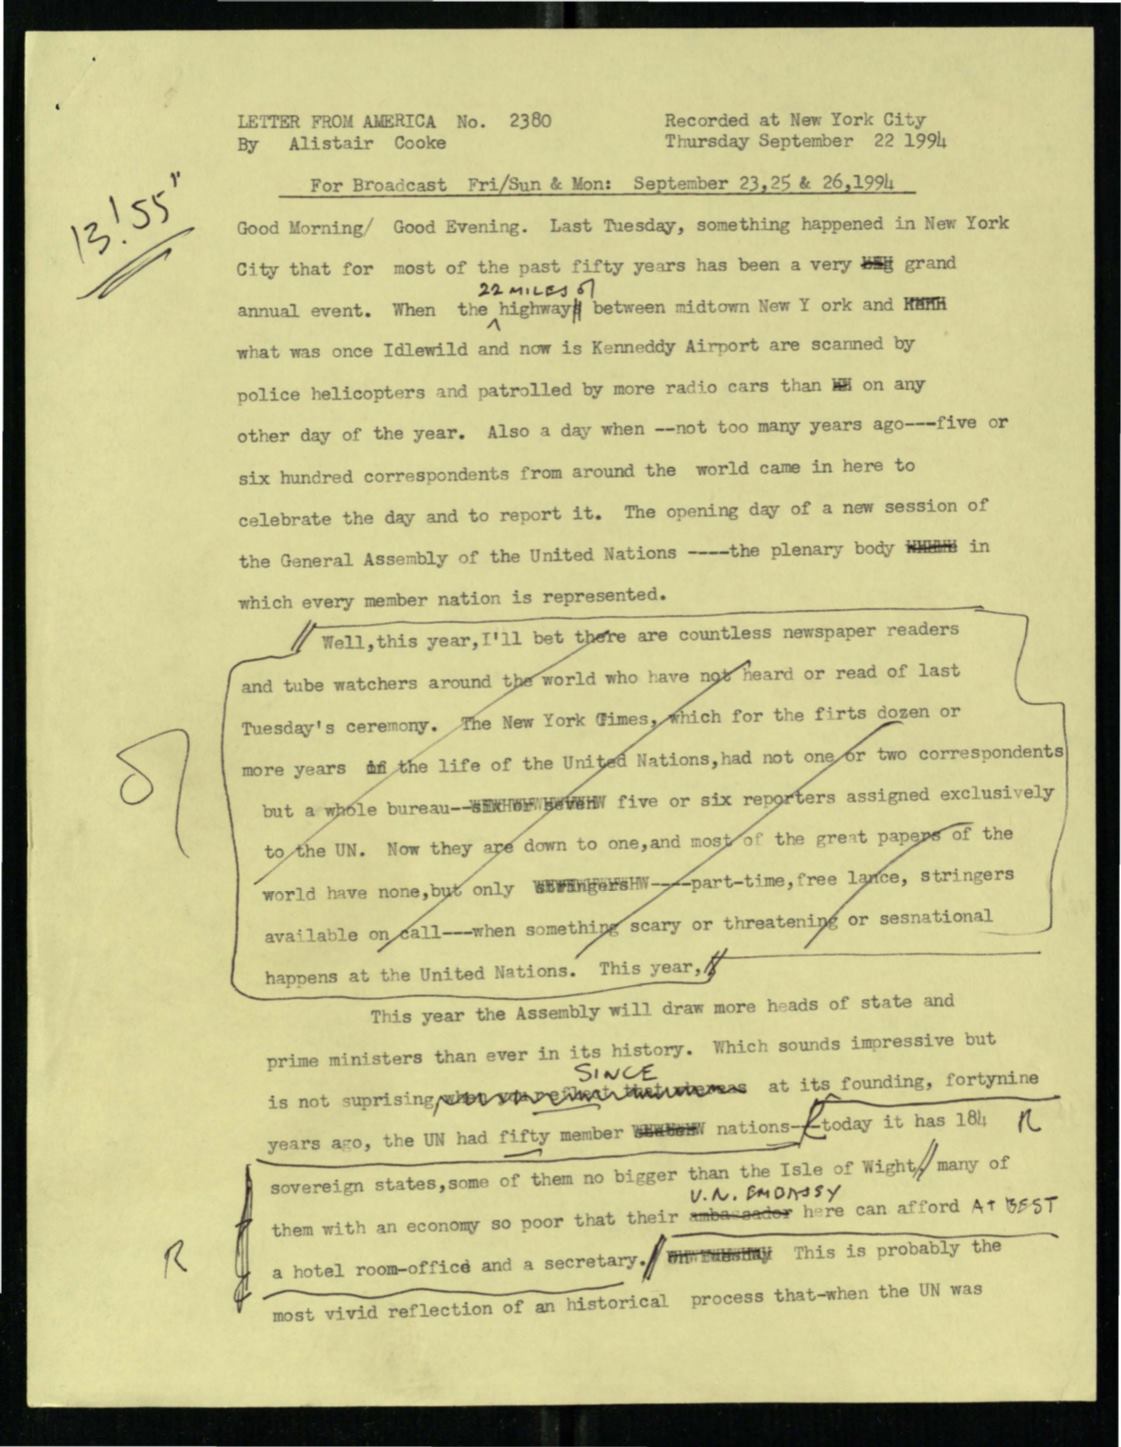 LETTER FROM AMERICA No. 2380 Recorded at New York City
By Alistair Cooke Thursday September 22 1994
For Broadcast Fri/Sun & Mon: September 23,25 & 26,1994
13'.55"
Good Morning/ Good Evening. Last Tuesday, something happened in New York
City that for most of the past fifty years has been a very grand
22 MILES of
annual event. When the highway between midtown New Y ork and
what was once Idlewild and now is Kenneddy Airport are scanned by
police helicopters and patrolled by more radio cars than on any
other day of the year. Also a day when --not too many years ago---five or
six hundred correspondents from around the world came in here to
celebrate the day and to report it. The opening day of a new session of
the General Assembly of the United Nations ----the plenary body in
which every member nation is represented.
Well,this year,I'll bet there are countless newspaper readers
and tube watchers around the world who have not heard or read of last
Tuesday's ceremony. The New York Times, which for the firts dozen or
more years in the life of the United Nations,had not one or two correspondents
but a whole bureau--six or seven five or six reporters assigned exclusively
to the UN. Now they are down to one,and most of the great papers of the
world have none,but only stringers----part-time,free lance, stringers
available on call---when something scary or threatening or sesnational
happens at the United Nations. This year,
This year the Assembly will draw more heads of state and
prime ministers than ever in its history. Which sounds impressive but
SINCE
is not suprising, when you reflect that whereas at its founding, fortynine
years ago, the UN had fifty member nations--today it has 184 R
sovereign states,some of them no bigger than the Isle of Wight, many of
U.N. EMBASSY
them with an economy so poor that their ambassador here can afford AT BEST
R a hotel room-office and a secretary. This is probably the
most vivid reflection of an historical process that-when the UN was